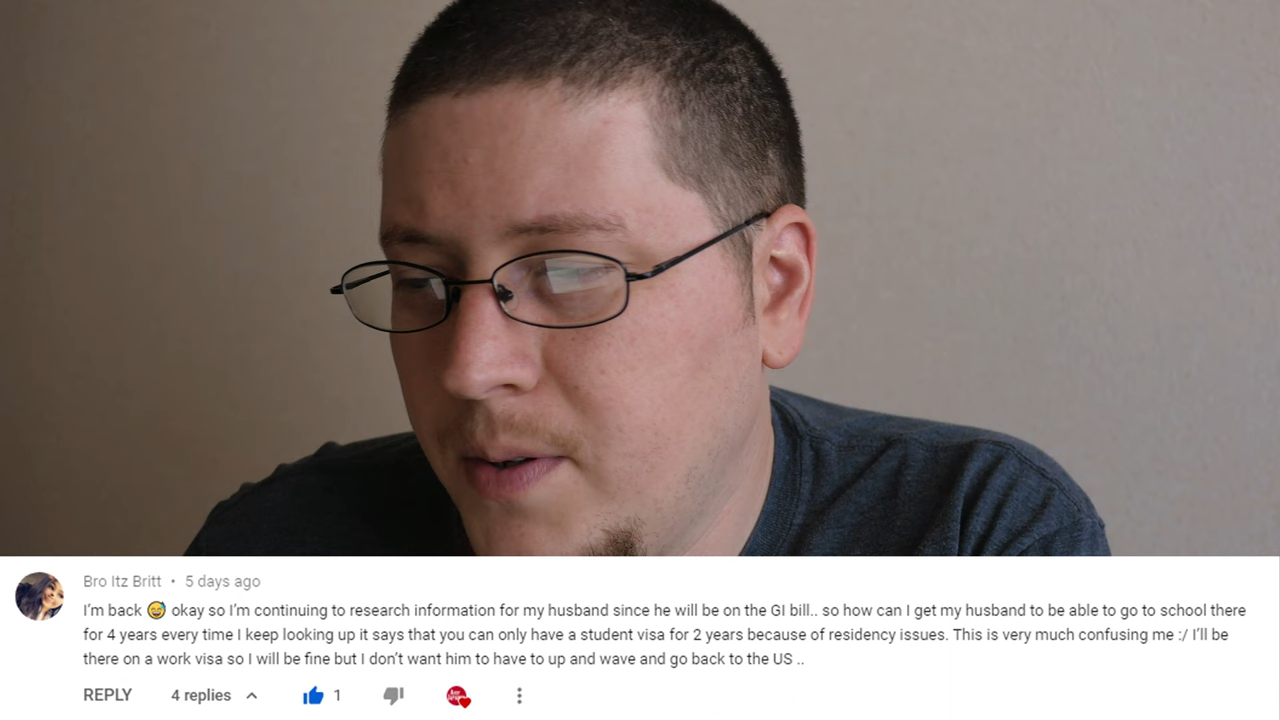 Bro Itz Britt • 5 days ago
I'm back 😅 okay so I'm continuing to research information for my husband since he will be on the GI bill.. so how can I get my husband to be able to go to school there
for 4 years every time I keep looking up it says that you can only have a student visa for 2 years because of residency issues. This is very much confusing me :/ I'll be
there on a work visa so I will be fine but I don't want him to have to up and wave and go back to the US ..
REPLY 4 replies 1